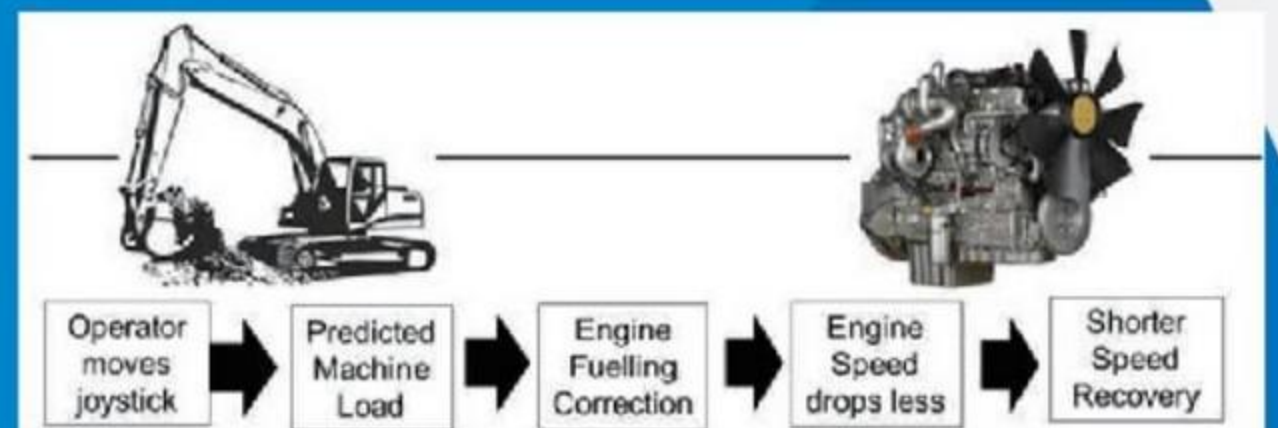 Operator
moves
joystick
Predicted
Machine
Load
Engine
Fuelling
Correction
Engine
Speed
drops less
Shorter
Speed
Recovery